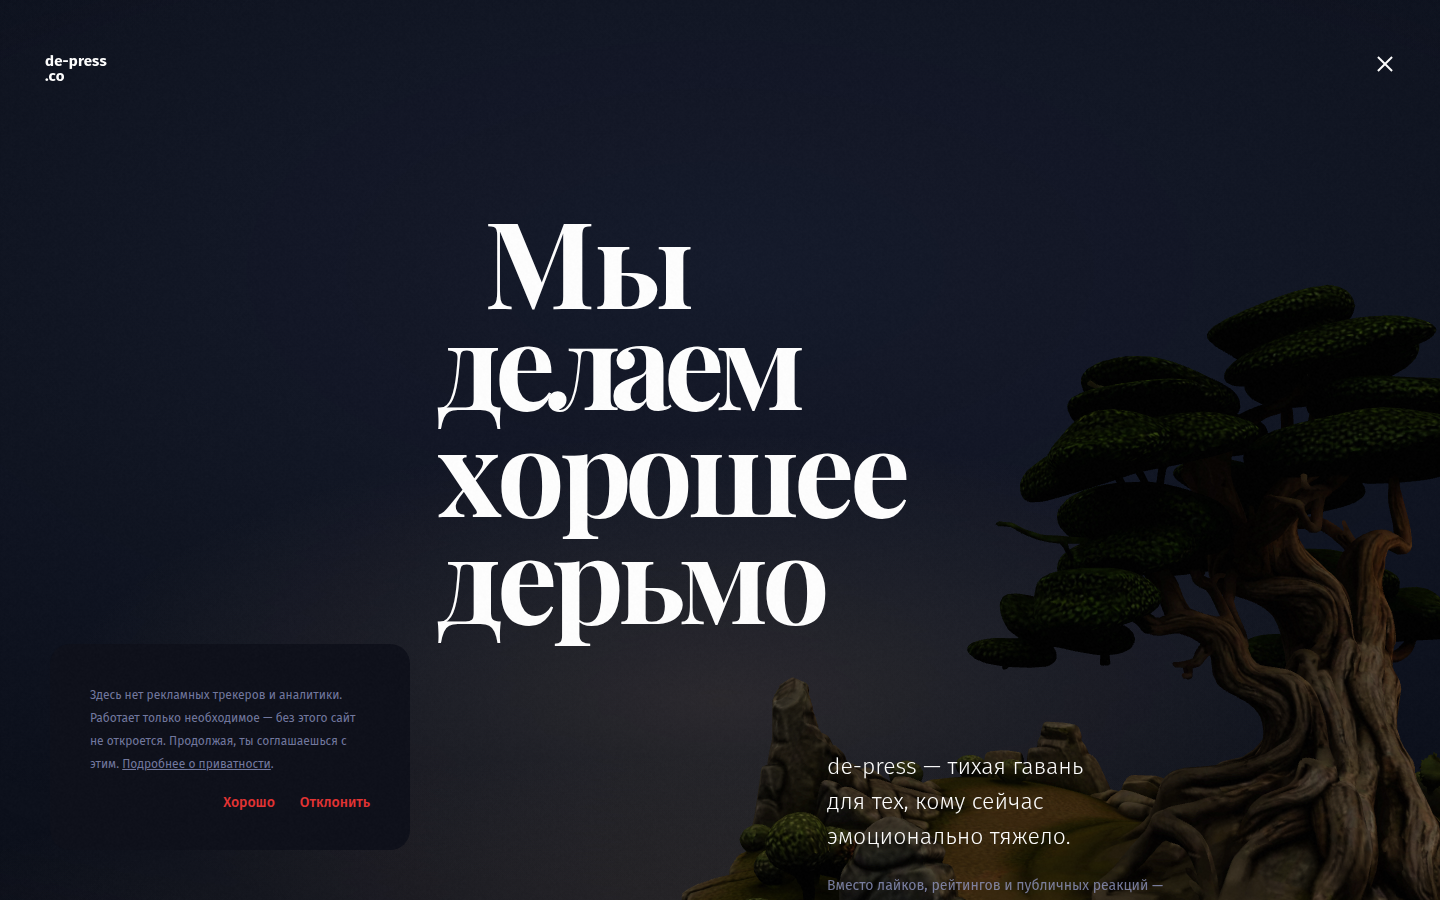 de-press
.co
Мы
делаем
хорошее
дерьмо
Здесь нет рекламных трекеров и аналитики.
Работает только необходимое — без этого сайт
не откроется. Продолжая, ты соглашаешься с
этим. Подробнее о приватности.
Хорошо Отклонить
de-press — тихая гавань
для тех, кому сейчас
эмоционально тяжело.
Вместо лайков, рейтингов и публичных реакций —